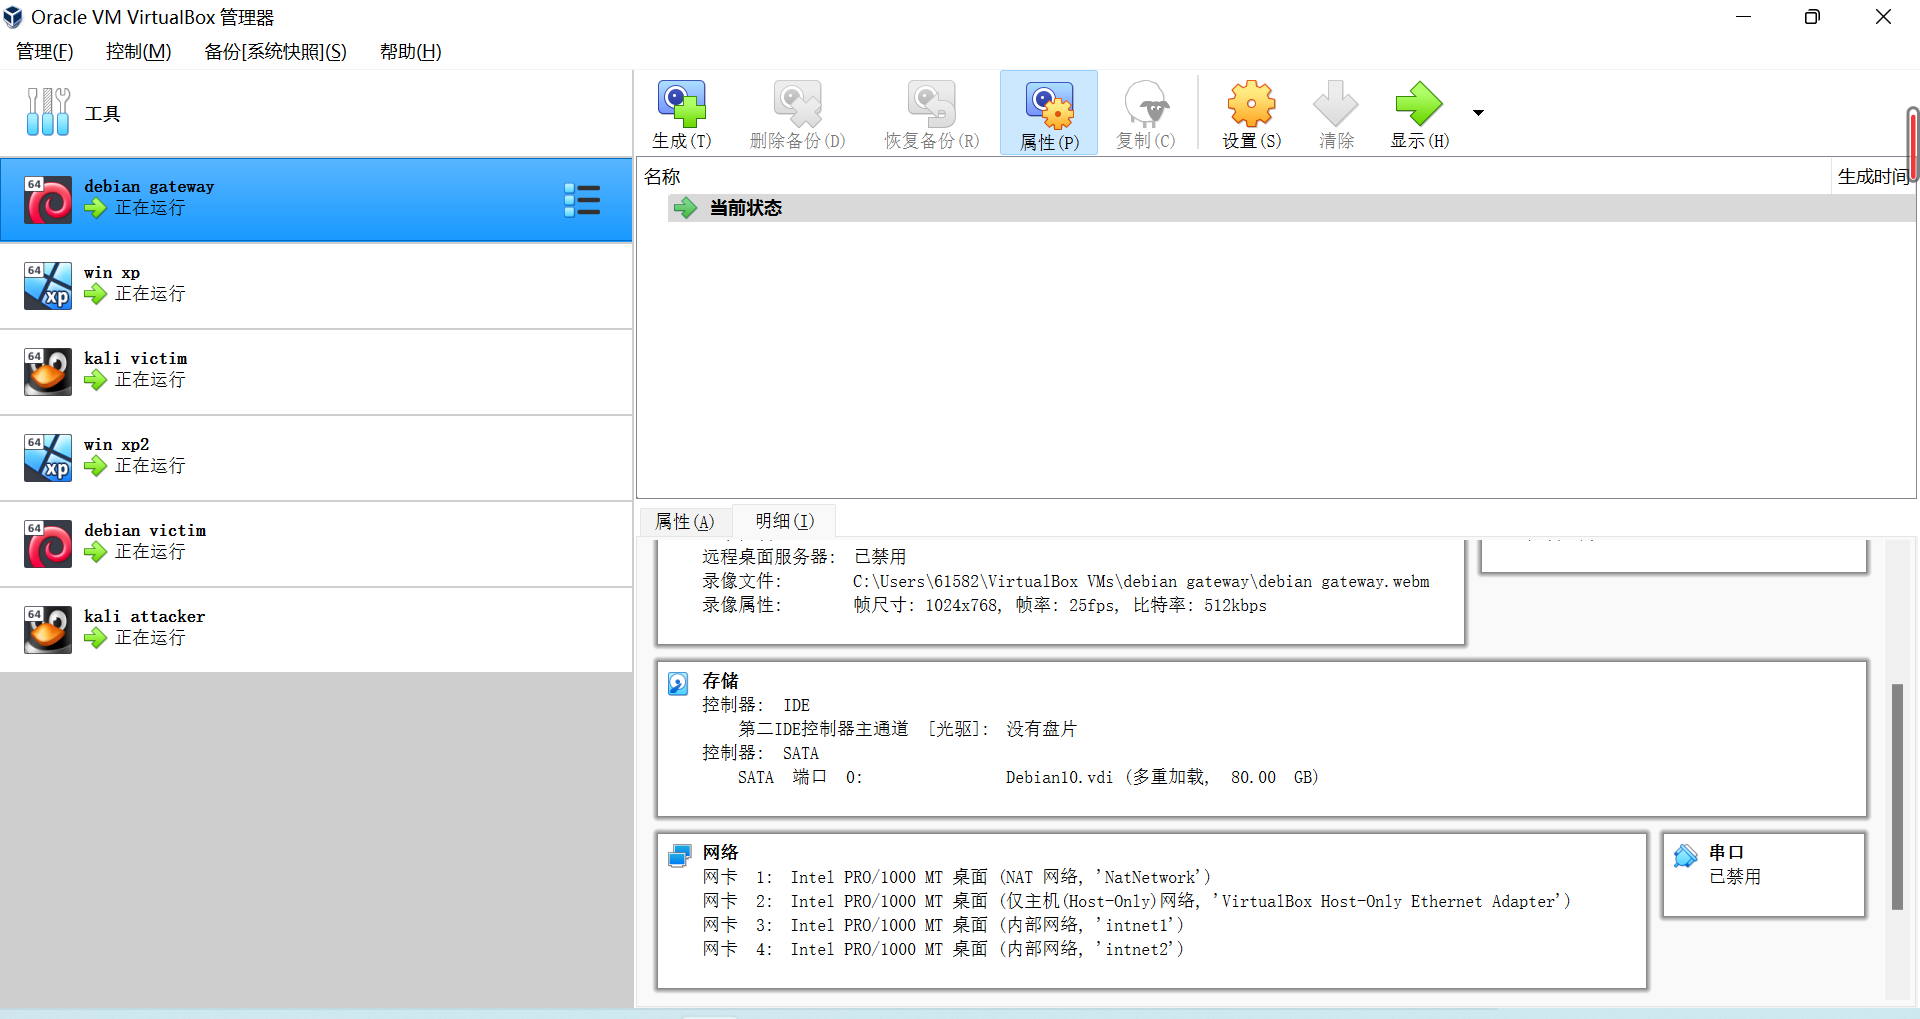 Oracle VM VirtualBox 管理器
管理(F) 控制(M) 备份[系统快照](S) 帮助(H)
工具
生成(T) 删除备份(D) 恢复备份(R) 属性(P) 复制(C) 设置(S) 清除 显示(H)
64 debian gateway
正在运行
64 xp win xp
正在运行
64 kali victim
正在运行
64 xp win xp2
正在运行
64 debian victim
正在运行
64 kali attacker
正在运行
名称 生成时间
当前状态
属性(A) 明细(I)
远程桌面服务器: 已禁用
录像文件: C:\Users\61582\VirtualBox VMs\debian gateway\debian gateway.webm
录像属性: 帧尺寸: 1024x768, 帧率: 25fps, 比特率: 512kbps
存储
控制器: IDE
第二IDE控制器主通道 [光驱]: 没有盘片
控制器: SATA
SATA 端口 0: Debian10.vdi (多重加载, 80.00 GB)
网络
网卡 1: Intel PRO/1000 MT 桌面 (NAT 网络, 'NatNetwork')
网卡 2: Intel PRO/1000 MT 桌面 (仅主机(Host-Only)网络, 'VirtualBox Host-Only Ethernet Adapter')
网卡 3: Intel PRO/1000 MT 桌面 (内部网络, 'intnet1')
网卡 4: Intel PRO/1000 MT 桌面 (内部网络, 'intnet2')
串口
已禁用